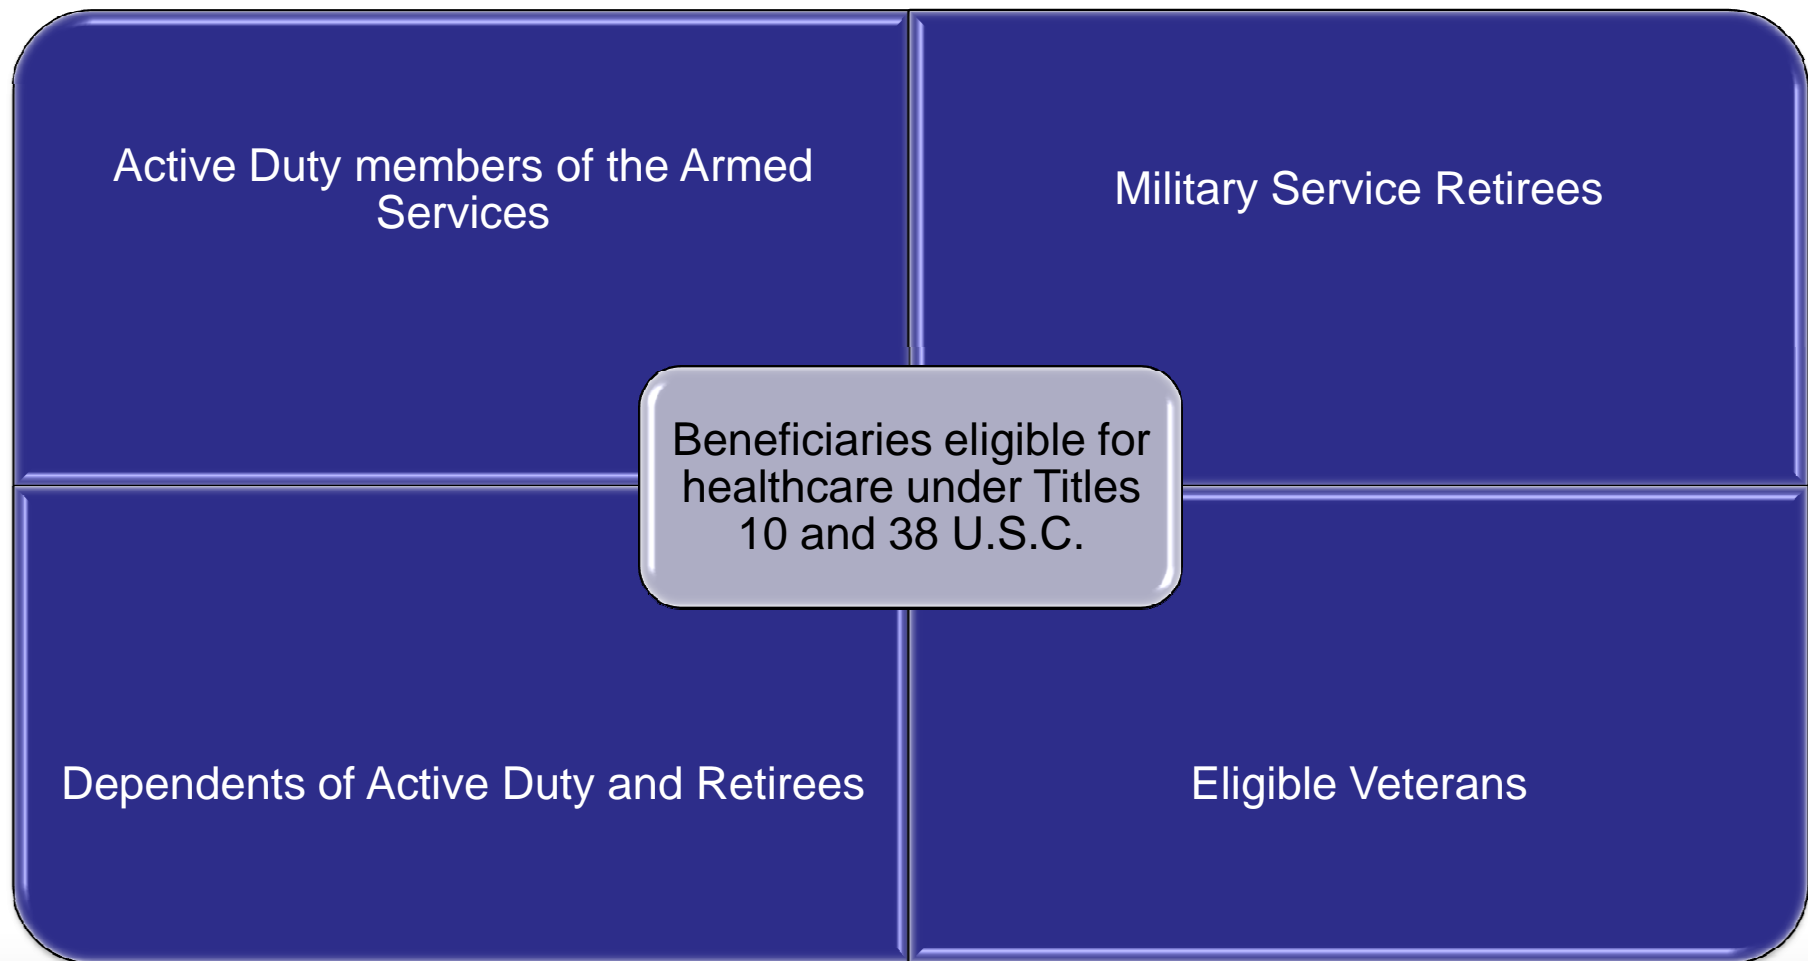 Active Duty members of the Armed
Services
Military Service Retirees
Beneficiaries eligible for
healthcare under Titles
10 and 38 U.S.C.
Dependents of Active Duty and Retirees
Eligible Veterans